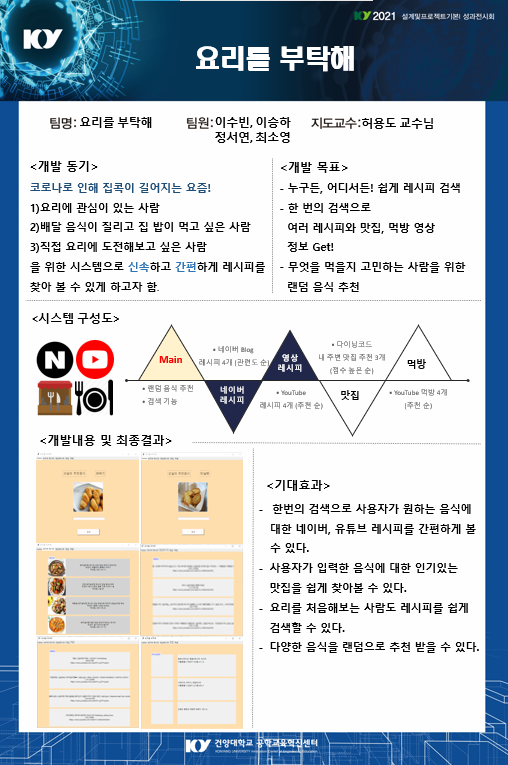 KY 2021 설계및프로젝트기본I 성과전시회
KY
요리를 부탁해
팀명: 요리를 부탁해
팀원: 이수빈, 이승하
정서연, 최소영
지도교수:허용도 교수님
<개발 동기>
코로나로 인해 집콕이 길어지는 요즘!
1)요리에 관심이 있는 사람
2)배달 음식이 질리고 집 밥이 먹고 싶은 사람
3)직접 요리에 도전해보고 싶은 사람
을 위한 시스템으로 신속하고 간편하게 레시피를
찾아 볼 수 있게 하고자 함.
<개발 목표>
- 누구든, 어디서든! 쉽게 레시피 검색
- 한 번의 검색으로
여러 레시피와 맛집, 먹방 영상
정보 Get!
- 무엇을 먹을지 고민하는 사람을 위한
랜덤 음식 추천
<시스템 구성도>
N
Main
• 랜덤 음식 추천
• 검색 기능
• 네이버 Blog
레시피 4개 (관련도 순)
네이버
레시피
영상
레시피
• YouTube
레시피 4개 (추천 순)
• 다이닝코드
내 주변 맛집 추천 3개
(점수 높은 순)
맛집
먹방
• YouTube 먹방 4개
(추천 순)
<개발내용 및 최종결과>
<기대효과>
- 한번의 검색으로 사용자가 원하는 음식에
대한 네이버, 유튜브 레시피를 간편하게 볼
수 있다.
- 사용자가 입력한 음식에 대한 인기있는
맛집을 쉽게 찾아볼 수 있다.
- 요리를 처음해보는 사람도 레시피를 쉽게
검색할 수 있다.
- 다양한 음식을 랜덤으로 추천 받을 수 있다.
KY 건양대학교 공학교육혁신센터